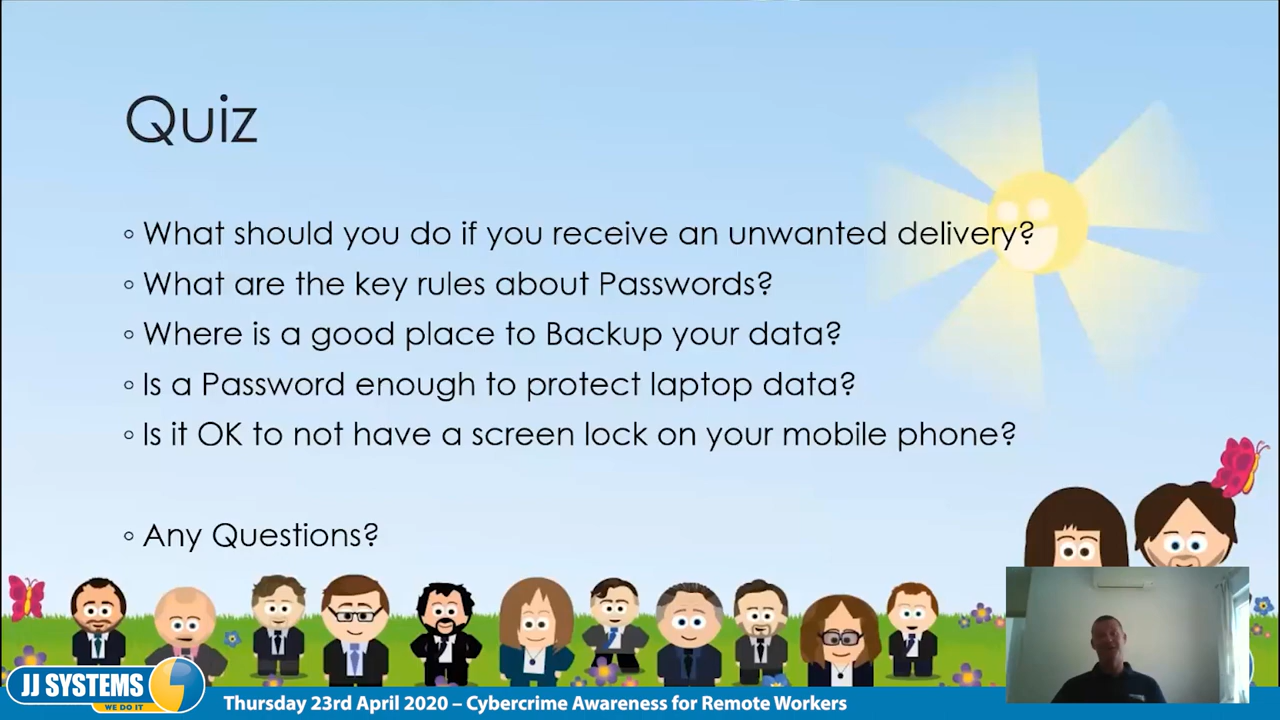 Quiz
What should you do if you receive an unwanted delivery?
What are the key rules about Passwords?
Where is a good place to Backup your data?
Is a Password enough to protect laptop data?
Is it OK to not have a screen lock on your mobile phone?
Any Questions?
JJ SYSTEMS
WE DO IT
Thursday 23rd April 2020 – Cybercrime Awareness for Remote Workers